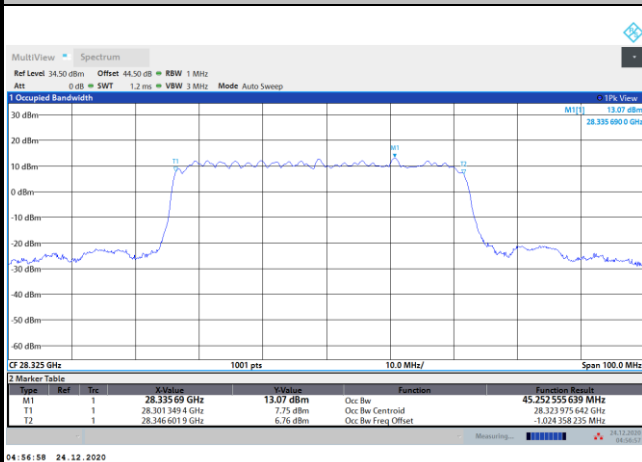 MultiView Spectrum
Ref Level 34.50 dBm Offset 44.50 dB RBW 1 MHz
Att 0 dB SWT 1.2 ms VBW 3 MHz Mode Auto Sweep
1 Occupied Bandwidth 1Pk View
M1[1] 13.07 dBm
28.335 690 0 GHz
30 dBm
20 dBm
M1
T1 T2
10 dBm
0 dBm
-10 dBm
-20 dBm
-30 dBm
-40 dBm
-50 dBm
-60 dBm
CF 28.325 GHz 1001 pts 10.0 MHz/ Span 100.0 MHz
2 Marker Table
Type Ref Trc X-Value Y-Value Function Function Result
M1 1 28.335 69 GHz 13.07 dBm Occ Bw 45.252 555 639 MHz
T1 1 28.301 349 4 GHz 7.75 dBm Occ Bw Centroid 28.323 975 642 GHz
T2 1 28.346 601 9 GHz 6.76 dBm Occ Bw Freq Offset -1.024 358 235 MHz
Measuring... 24.12.2020
04:56:57
04:56:58 24.12.2020